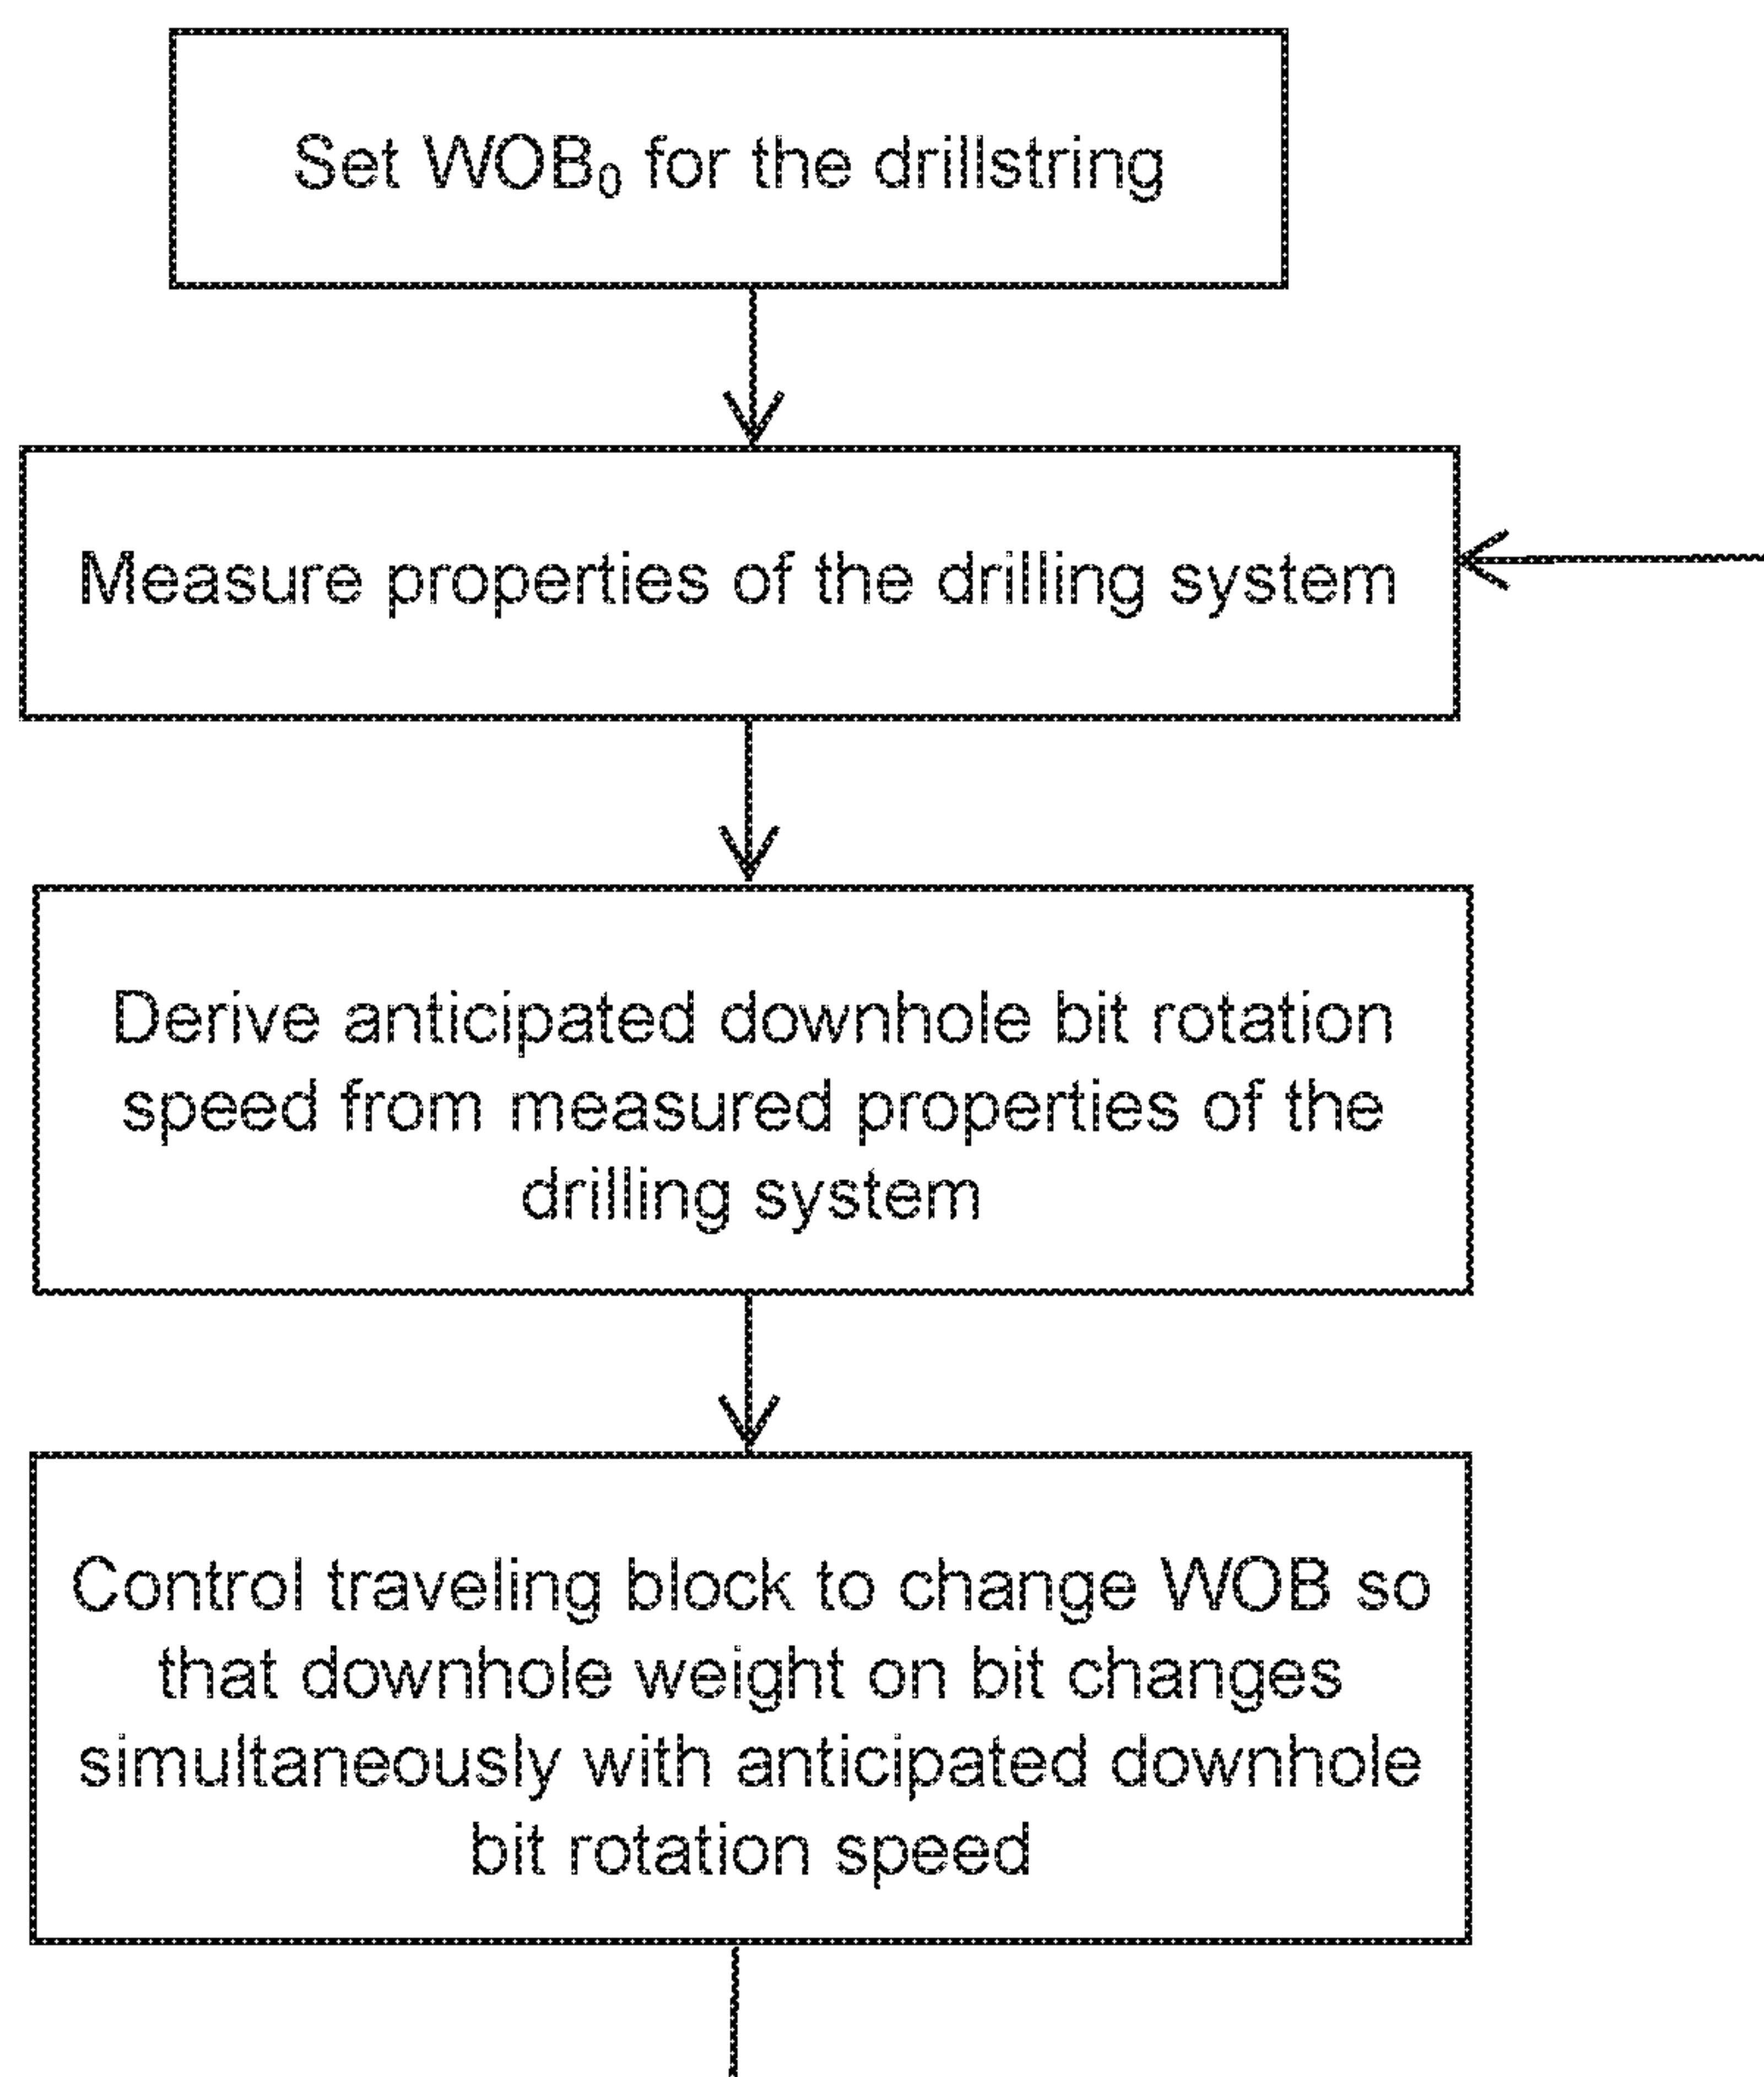 Set WOB₀ for the drillstring
Measure properties of the drilling system
Derive anticipated downhole bit rotation
speed from measured properties of the
drilling system
Control traveling block to change WOB so
that downhole weight on bit changes
simultaneously with anticipated downhole
bit rotation speed